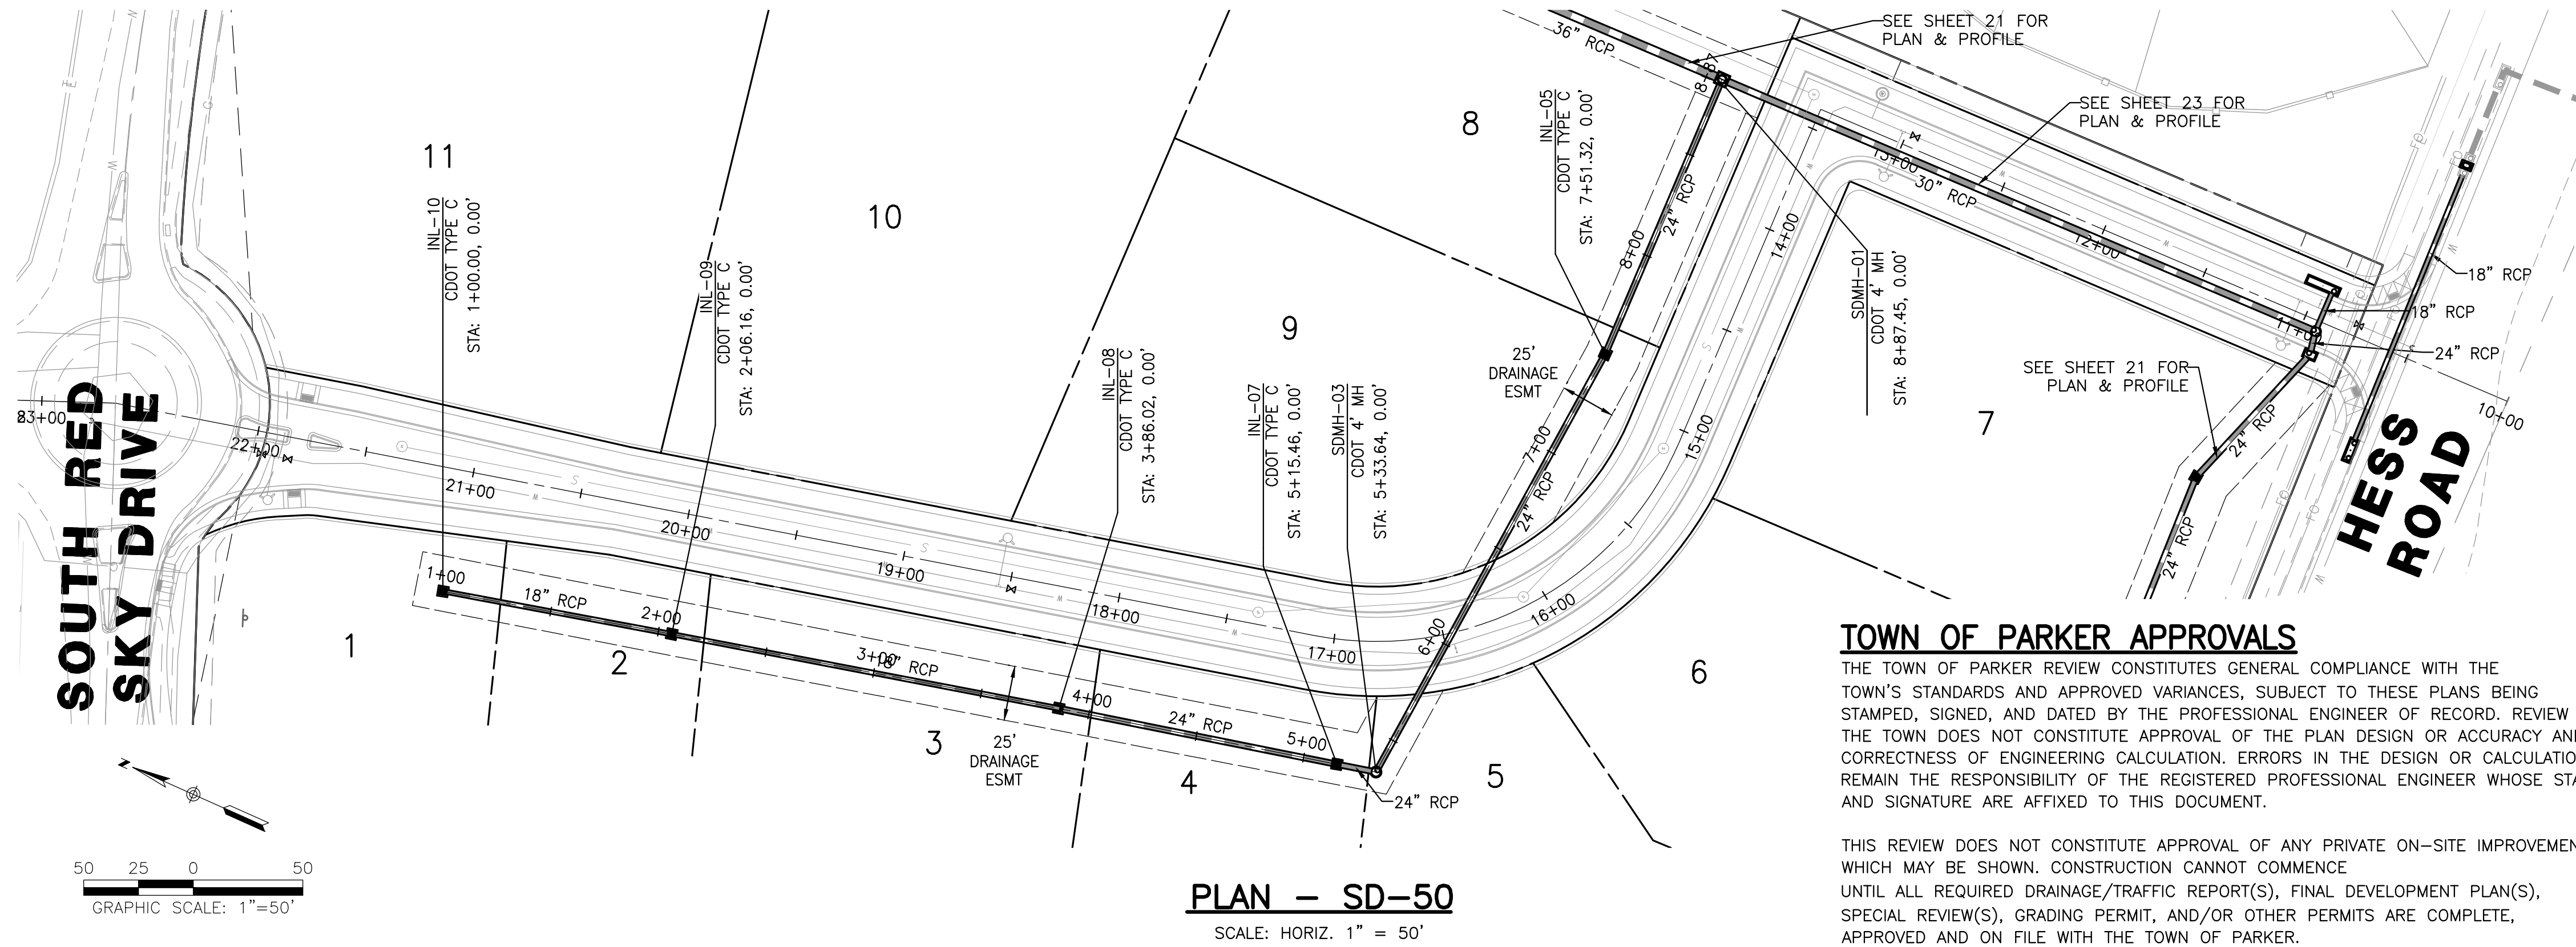 36" RCP
8+87
SEE SHEET 21 FOR
PLAN & PROFILE
SEE SHEET 23 FOR
PLAN & PROFILE
8
INL-05
CDOT TYPE C
STA: 7+51.32, 0.00'
24" RCP
8+00
13+00
30" RCP
12+00
14+00
11
INL-10
CDOT TYPE C
STA: 1+00.00, 0.00'
10
INL-09
CDOT TYPE C
STA: 2+06.16, 0.00'
SDMH-01
CDOT 4' MH
STA: 8+87.45, 0.00'
18" RCP
18" RCP
24" RCP
9
INL-08
CDOT TYPE C
STA: 3+86.02, 0.00'
25'
DRAINAGE
ESMT
INL-07
CDOT TYPE C
STA: 5+15.46, 0.00'
SDMH-03
CDOT 4' MH
STA: 5+33.64, 0.00'
SEE SHEET 21 FOR
PLAN & PROFILE
10+00
7
24" RCP
24" RCP
HESS
ROAD
23+00
22+00
21+00
20+00
19+00
18+00
17+00
16+00
15+00
7+00
24" RCP
6+00
SOUTH RED
SKY DRIVE
1+00
18" RCP
2+00
3+00
18" RCP
4+00
24" RCP
5+00
24" RCP
1
2
3
25'
DRAINAGE
ESMT
4
5
6
N
50 25 0 50
GRAPHIC SCALE: 1"=50'
PLAN – SD-50
SCALE: HORIZ. 1" = 50'
TOWN OF PARKER APPROVALS
THE TOWN OF PARKER REVIEW CONSTITUTES GENERAL COMPLIANCE WITH THE
TOWN'S STANDARDS AND APPROVED VARIANCES, SUBJECT TO THESE PLANS BEING
STAMPED, SIGNED, AND DATED BY THE PROFESSIONAL ENGINEER OF RECORD. REVIEW
THE TOWN DOES NOT CONSTITUTE APPROVAL OF THE PLAN DESIGN OR ACCURACY AN
CORRECTNESS OF ENGINEERING CALCULATION. ERRORS IN THE DESIGN OR CALCULATIO
REMAIN THE RESPONSIBILITY OF THE REGISTERED PROFESSIONAL ENGINEER WHOSE STA
AND SIGNATURE ARE AFFIXED TO THIS DOCUMENT.
THIS REVIEW DOES NOT CONSTITUTE APPROVAL OF ANY PRIVATE ON-SITE IMPROVEMEN
WHICH MAY BE SHOWN. CONSTRUCTION CANNOT COMMENCE
UNTIL ALL REQUIRED DRAINAGE/TRAFFIC REPORT(S), FINAL DEVELOPMENT PLAN(S),
SPECIAL REVIEW(S), GRADING PERMIT, AND/OR OTHER PERMITS ARE COMPLETE,
APPROVED AND ON FILE WITH THE TOWN OF PARKER.